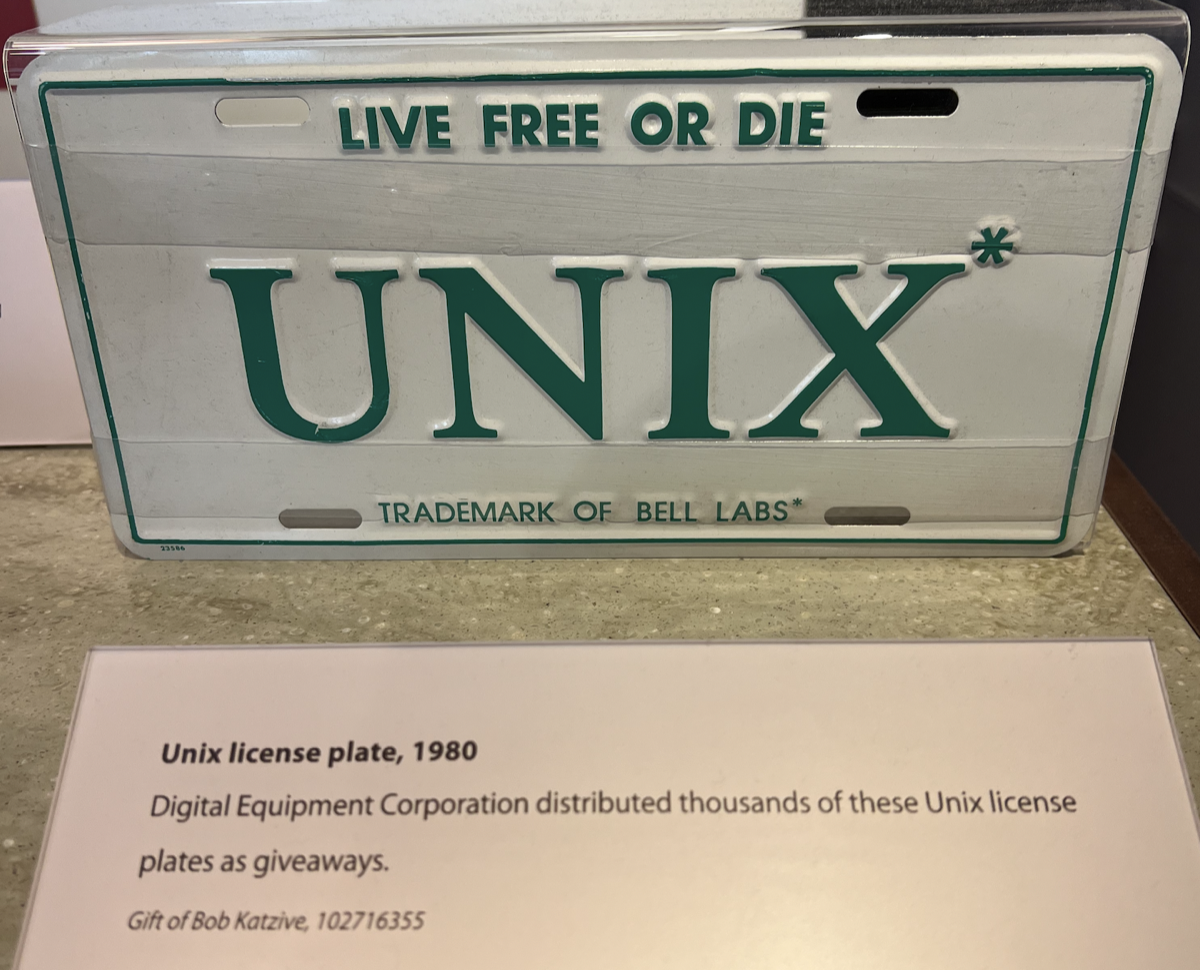 LIVE FREE OR DIE
UNIX*
TRADEMARK OF BELL LABS*
23586
Unix license plate, 1980
Digital Equipment Corporation distributed thousands of these Unix license
plates as giveaways.
Gift of Bob Katzive, 102716355